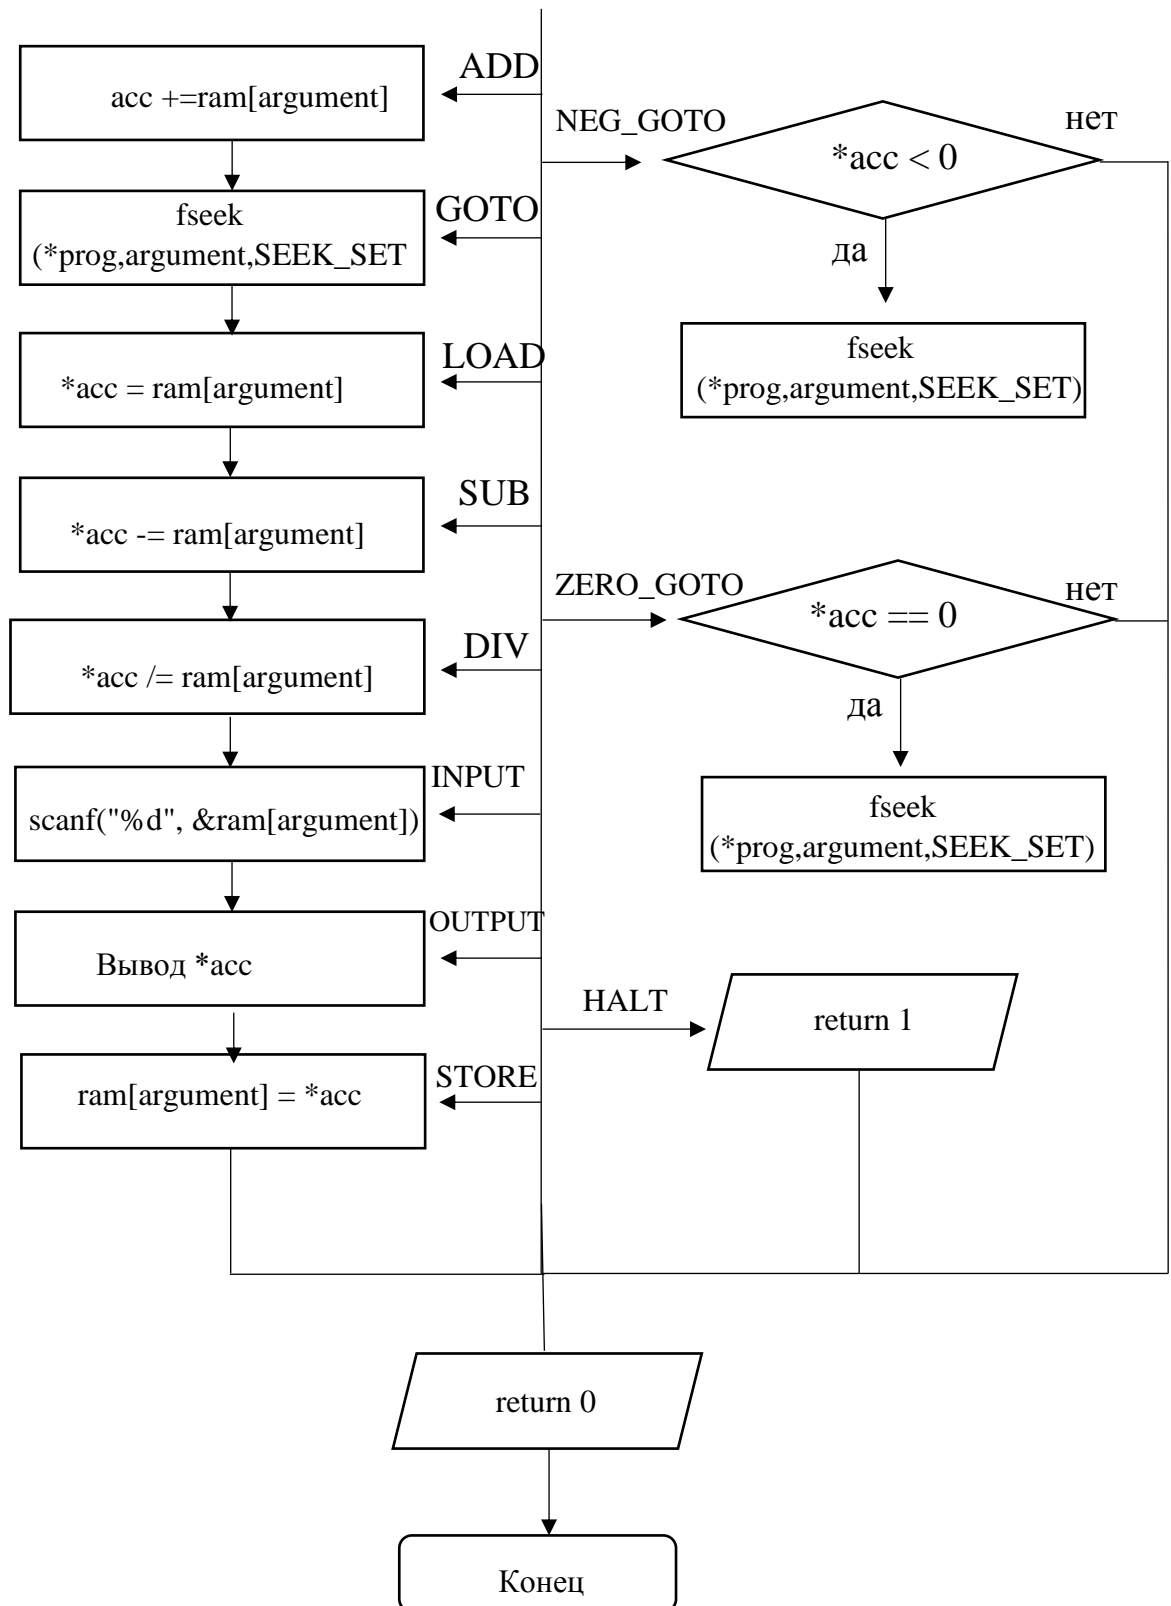 ADD
acc +=ram[argument]
NEG_GOTO
*acc < 0
нет
GOTO
fseek
(*prog,argument,SEEK_SET
да
LOAD
*acc = ram[argument]
fseek
(*prog,argument,SEEK_SET)
SUB
*acc -= ram[argument]
ZERO_GOTO
*acc == 0
нет
DIV
*acc /= ram[argument]
да
INPUT
scanf("%d", &ram[argument])
fseek
(*prog,argument,SEEK_SET)
OUTPUT
Вывод *acc
HALT
return 1
STORE
ram[argument] = *acc
return 0
Конец